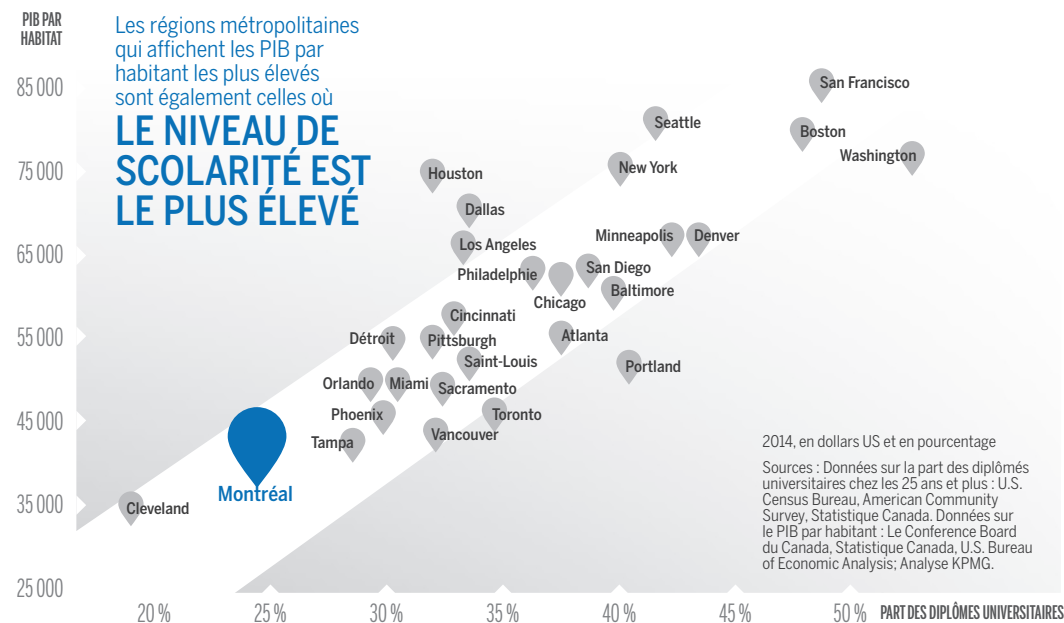 PIB PAR
HABITAT
Les régions métropolitaines
qui affichent les PIB par
habitant les plus élevés
sont également celles où
LE NIVEAU DE
SCOLARITÉ EST
LE PLUS ÉLEVÉ
85 000
75 000
65 000
55 000
45 000
35 000
25 000
San Francisco
Seattle
Boston
Washington
New York
Houston
Dallas
Minneapolis
Denver
Los Angeles
Philadelphie
San Diego
Chicago
Baltimore
Cincinnati
Détroit
Pittsburgh
Atlanta
Saint-Louis
Portland
Orlando
Miami
Sacramento
Phoenix
Toronto
Tampa
Vancouver
Montréal
Cleveland
2014, en dollars US et en pourcentage
Sources : Données sur la part des diplômés
universitaires chez les 25 ans et plus : U.S.
Census Bureau, American Community
Survey, Statistique Canada. Données sur
le PIB par habitant : Le Conference Board
du Canada, Statistique Canada, U.S. Bureau
of Economic Analysis; Analyse KPMG.
20 %
25 %
30 %
35 %
40 %
45 %
50 %
PART DES DIPLÔMES UNIVERSITAIRES